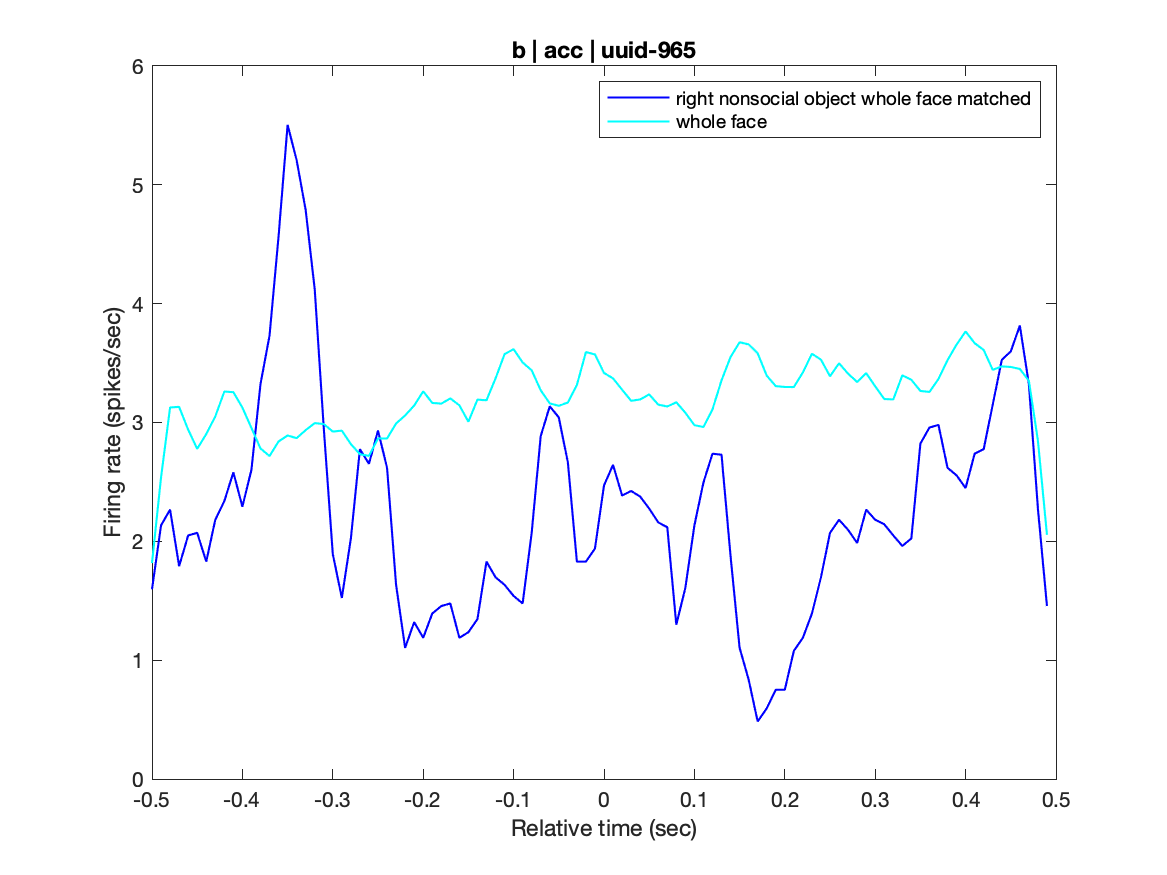 b | acc | uuid-965
right nonsocial object whole face matched
whole face
Firing rate (spikes/sec)
6
5
4
3
2
1
0
-0.5 -0.4 -0.3 -0.2 -0.1 0 0.1 0.2 0.3 0.4 0.5
Relative time (sec)